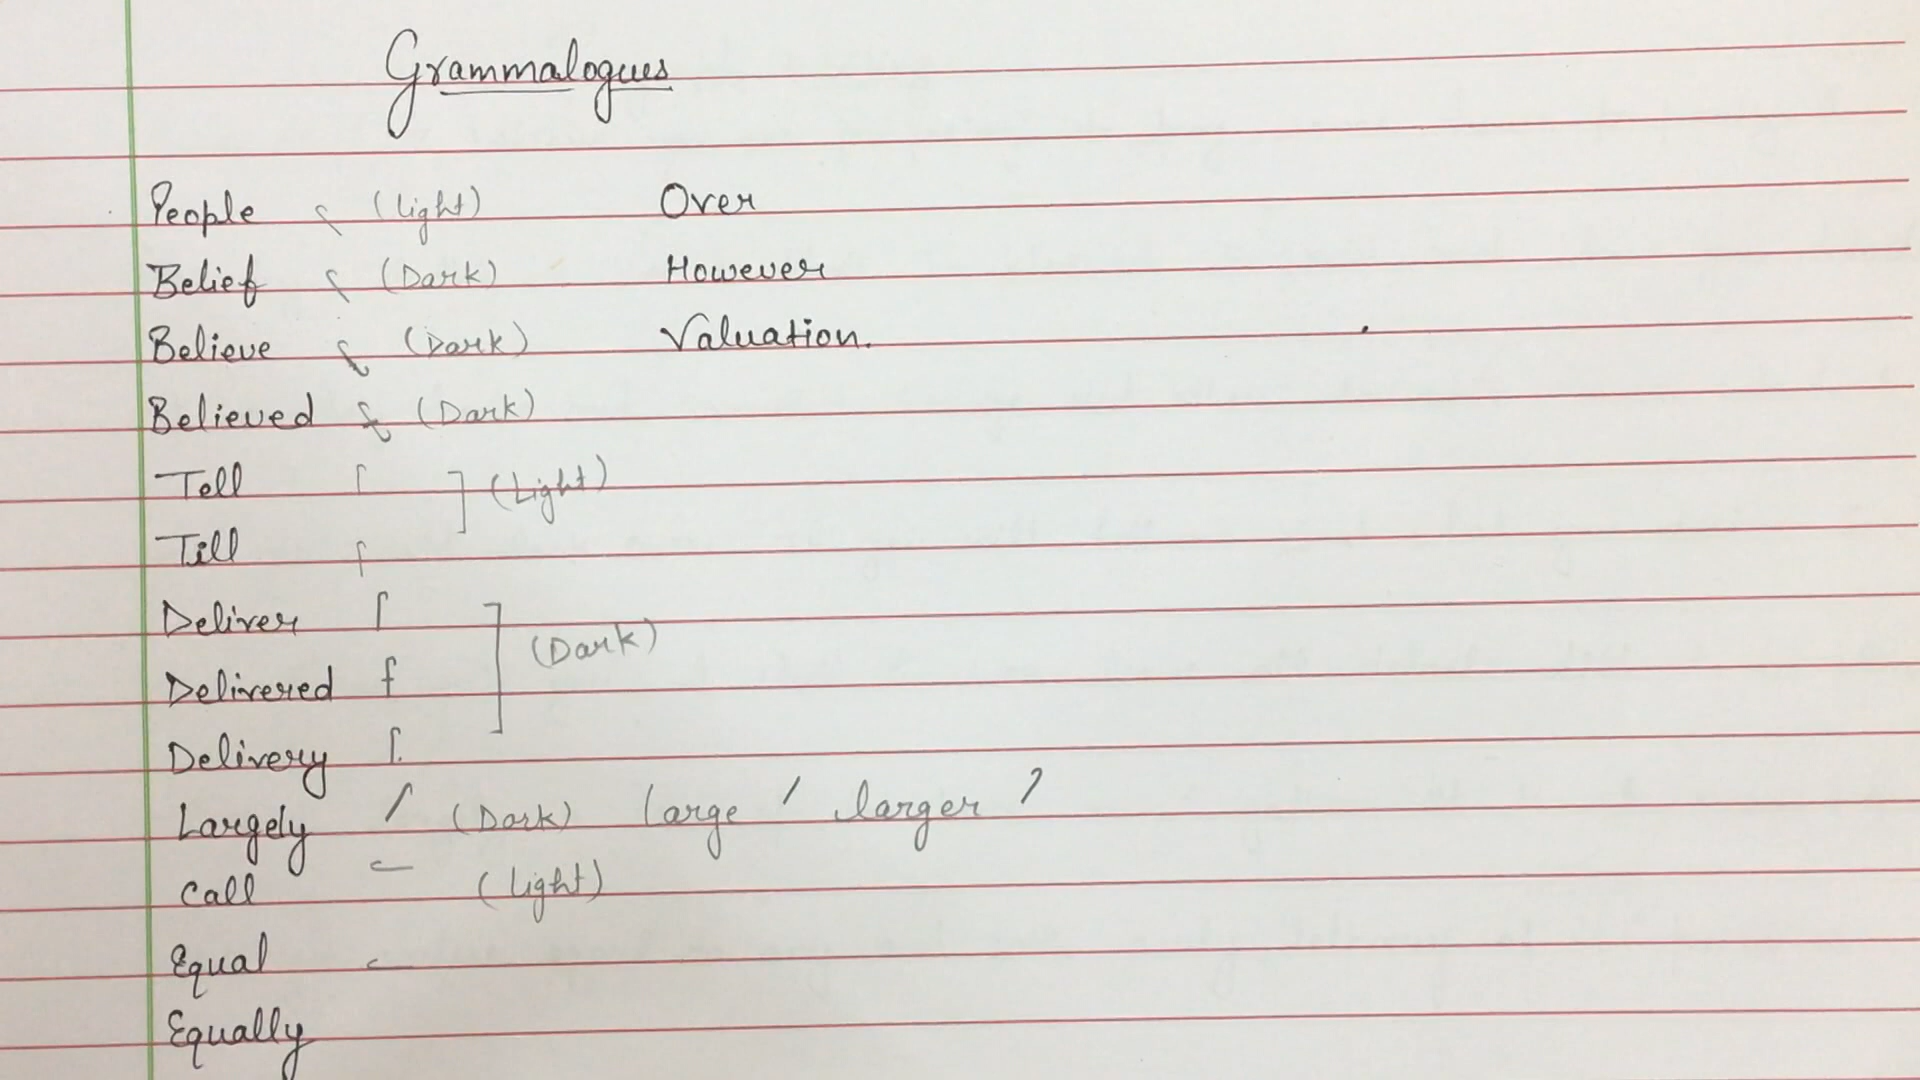 Grammalogues
People (light) Over
Belief (Dark) However
Believe (Dark) Valuation.
Believed (Dark)
Tell ] (Light)
Till
Deliver
Delivered ] (Dark)
Delivery
Largely (Dark) large larger
Call (light)
Equal
Equally